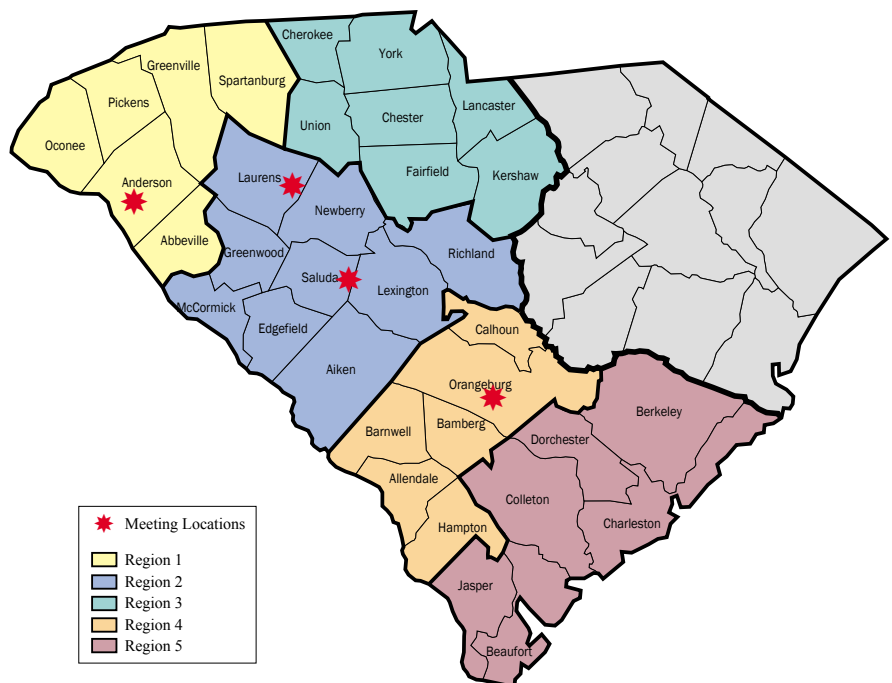 Cherokee
York
Greenville
Spartanburg
Pickens
Lancaster
Union
Chester
Oconee
Fairfield
Kershaw
Anderson
Laurens
Newberry
Abbeville
Greenwood
Richland
Saluda
Lexington
McCormick
Edgefield
Calhoun
Aiken
Orangeburg
Berkeley
Barnwell
Bamberg
Dorchester
Allendale
Colleton
Charleston
Hampton
Jasper
Beaufort
Meeting Locations
Region 1
Region 2
Region 3
Region 4
Region 5